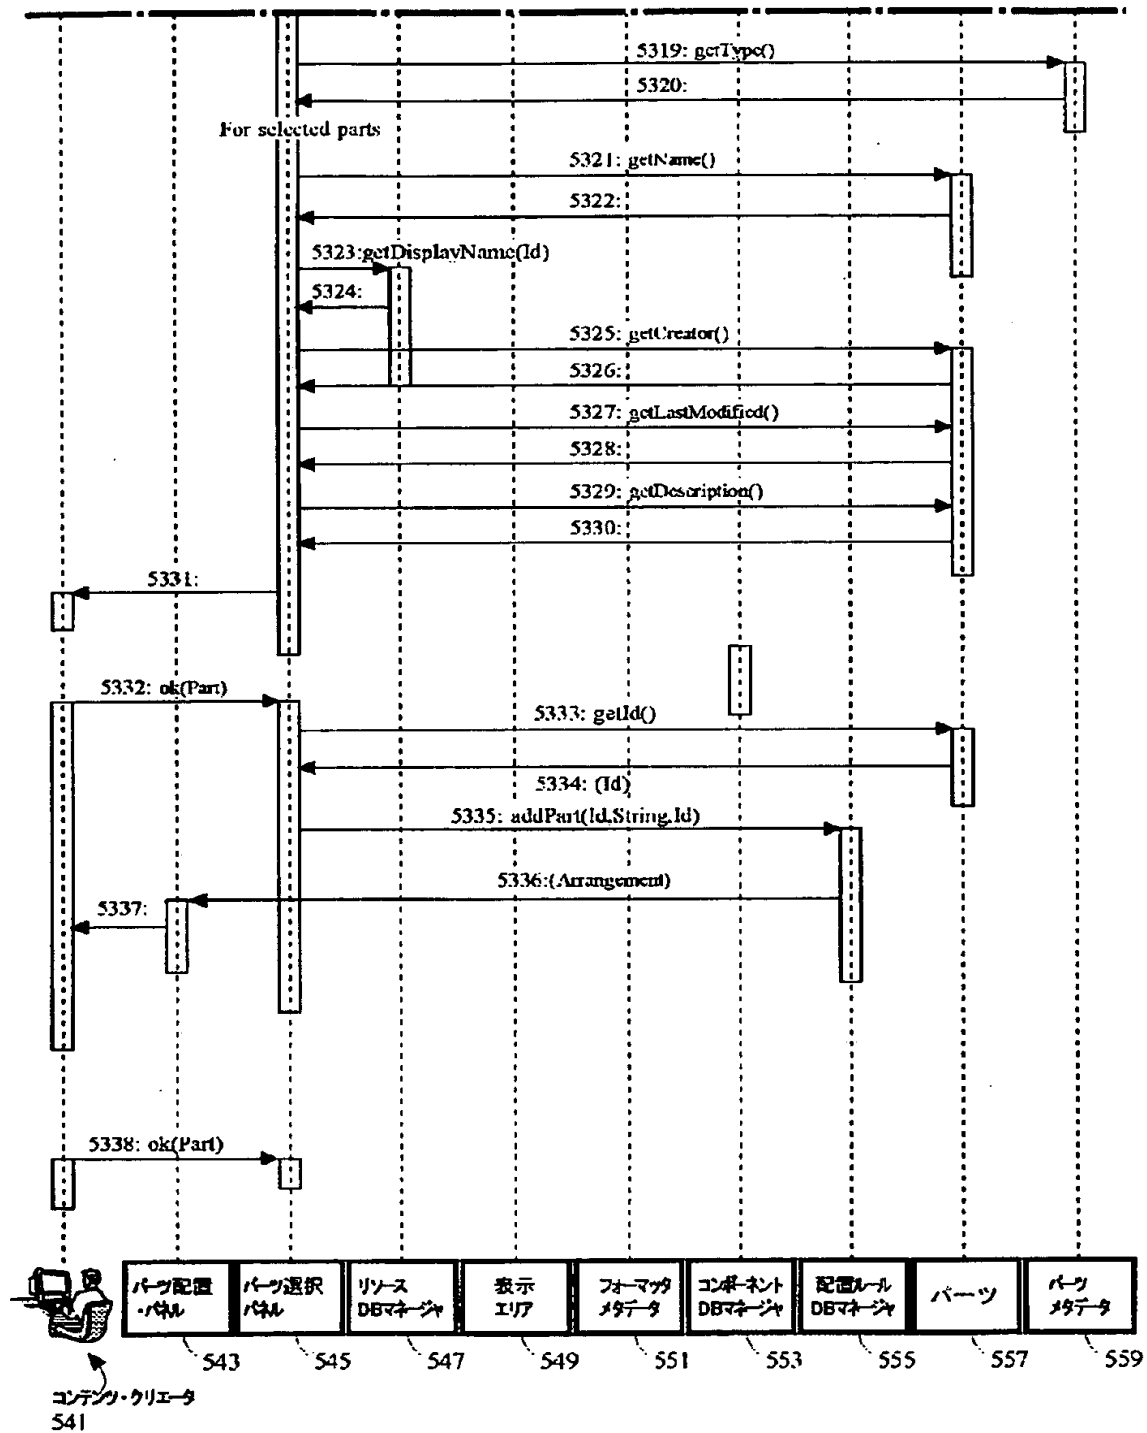 5319: getType()
5320:
For selected parts
5321: getName()
5322:
5323:getDisplayName(Id)
5324:
5325: getCreator()
5326:
5327: getLastModified()
5328:
5329: getDescription()
5330:
5331:
5332: ok(Part)
5333: getId()
5334: (Id)
5335: addPart(Id,String,Id)
5336:(Arrangement)
5337:
5338: ok(Part)
パーツ配置
・パネル
パーツ選択
パネル
リソース
DBマネージャ
表示
エリア
フォーマッタ
メタデータ
コンポーネント
DBマネージャ
配置ルール
DBマネージャ
パーツ
パーツ
メタデータ
543
545
547
549
551
553
555
557
559
コンテンツ・クリエータ
541